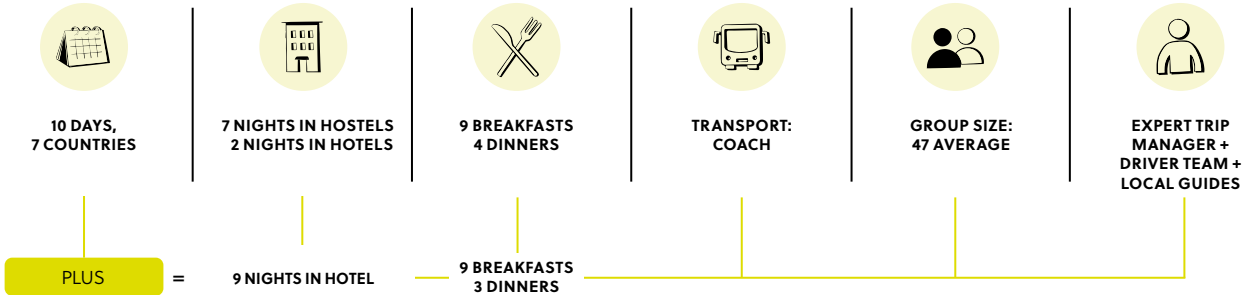 10 DAYS,
7 COUNTRIES
7 NIGHTS IN HOSTELS
2 NIGHTS IN HOTELS
9 BREAKFASTS
4 DINNERS
TRANSPORT:
COACH
GROUP SIZE:
47 AVERAGE
EXPERT TRIP
MANAGER +
DRIVER TEAM +
LOCAL GUIDES
PLUS
=
9 NIGHTS IN HOTEL
9 BREAKFASTS
3 DINNERS